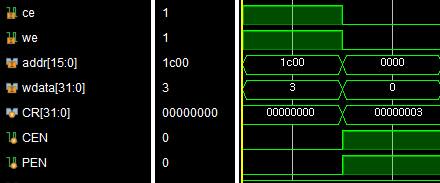 ce 1
we 1
addr[15:0] 1c00 1c00 0000
wdata[31:0] 3 3 0
CR[31:0] 00000000 00000000 00000003
CEN 0
PEN 0